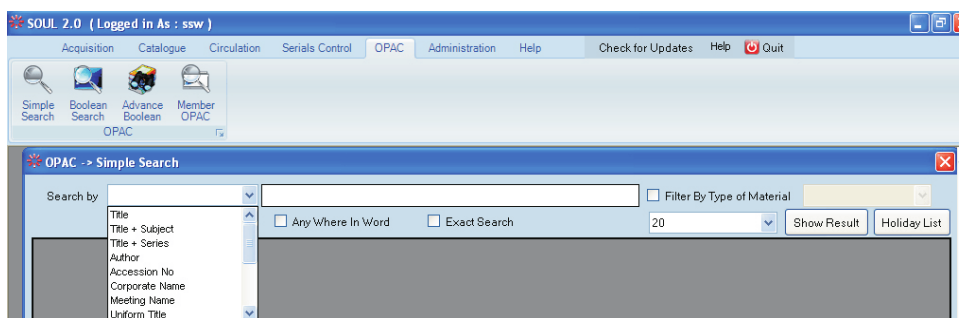 SOUL 2.0 ( Logged in As : ssw )
Acquisition Catalogue Circulation Serials Control OPAC Administration Help Check for Updates Help Quit
Simple Search Boolean Search Advance Boolean Member OPAC
OPAC
OPAC -> Simple Search
Search by Filter By Type of Material
Any Where In Word Exact Search 20 Show Result Holiday List
Title
Title + Subject
Title + Series
Author
Accession No
Corporate Name
Meeting Name
Uniform Title